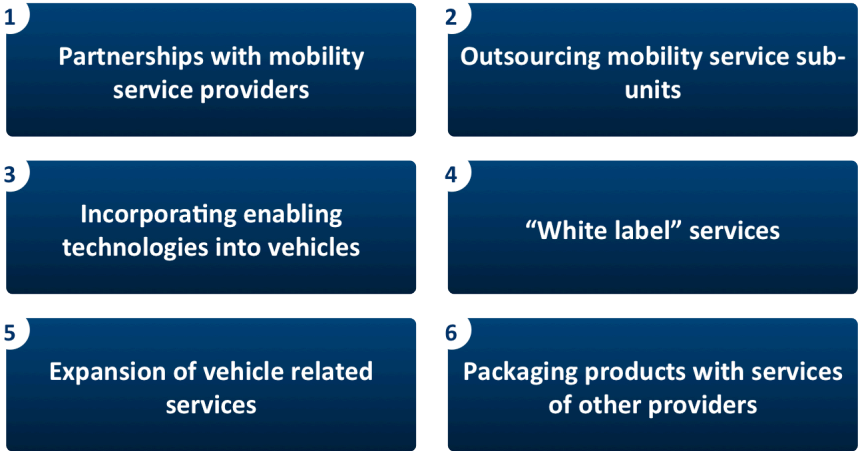 1
Partnerships with mobility
service providers
2
Outsourcing mobility service sub-
units
3
Incorporating enabling
technologies into vehicles
4
“White label” services
5
Expansion of vehicle related
services
6
Packaging products with services
of other providers